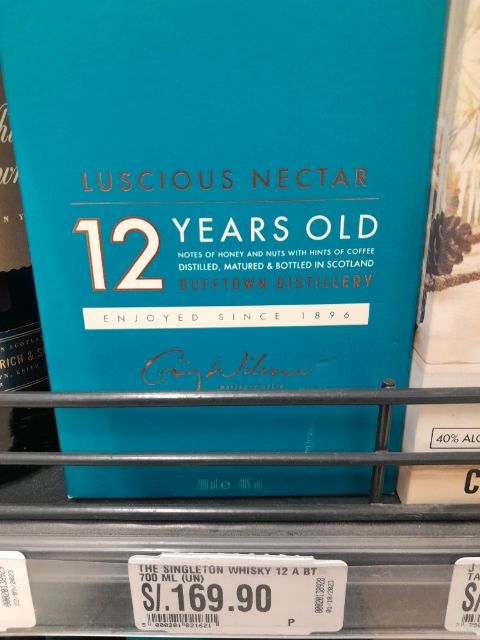 LUSCIOUS NECTAR
12 YEARS OLD
NOTES OF HONEY AND NUTS WITH HINTS OF COFFEE
DISTILLED, MATURED & BOTTLED IN SCOTLAND
DUFFTOWN DISTILLERY
ENJOYED SINCE 1896
RICH & S
40% ALC
C
THE SINGLETON WHISKY 12 A BT
700 ML (UN)
S/.169.90
P
J
TA
S/